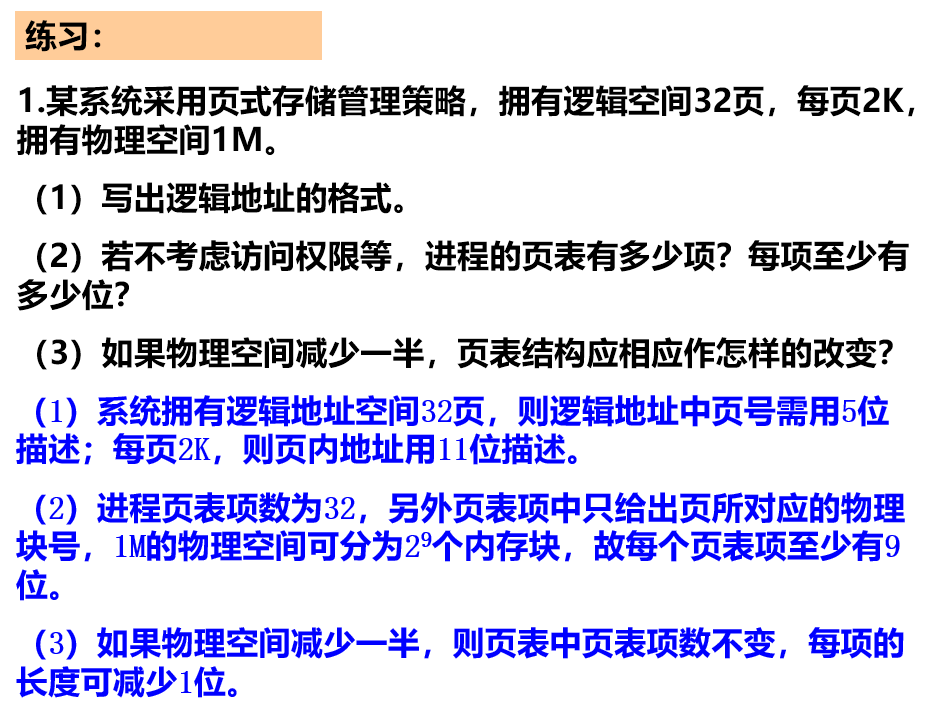 练习：
1.某系统采用页式存储管理策略，拥有逻辑空间32页，每页2K，
拥有物理空间1M。
（1）写出逻辑地址的格式。
（2）若不考虑访问权限等，进程的页表有多少项？每项至少有
多少位？
（3）如果物理空间减少一半，页表结构应相应作怎样的改变？
（1）系统拥有逻辑地址空间32页，则逻辑地址中页号需用5位
描述；每页2K，则页内地址用11位描述。
（2）进程页表项数为32，另外页表项中只给出页所对应的物理
块号，1M的物理空间可分为2⁹个内存块，故每个页表项至少有9
位。
（3）如果物理空间减少一半，则页表中页表项数不变，每项的
长度可减少1位。